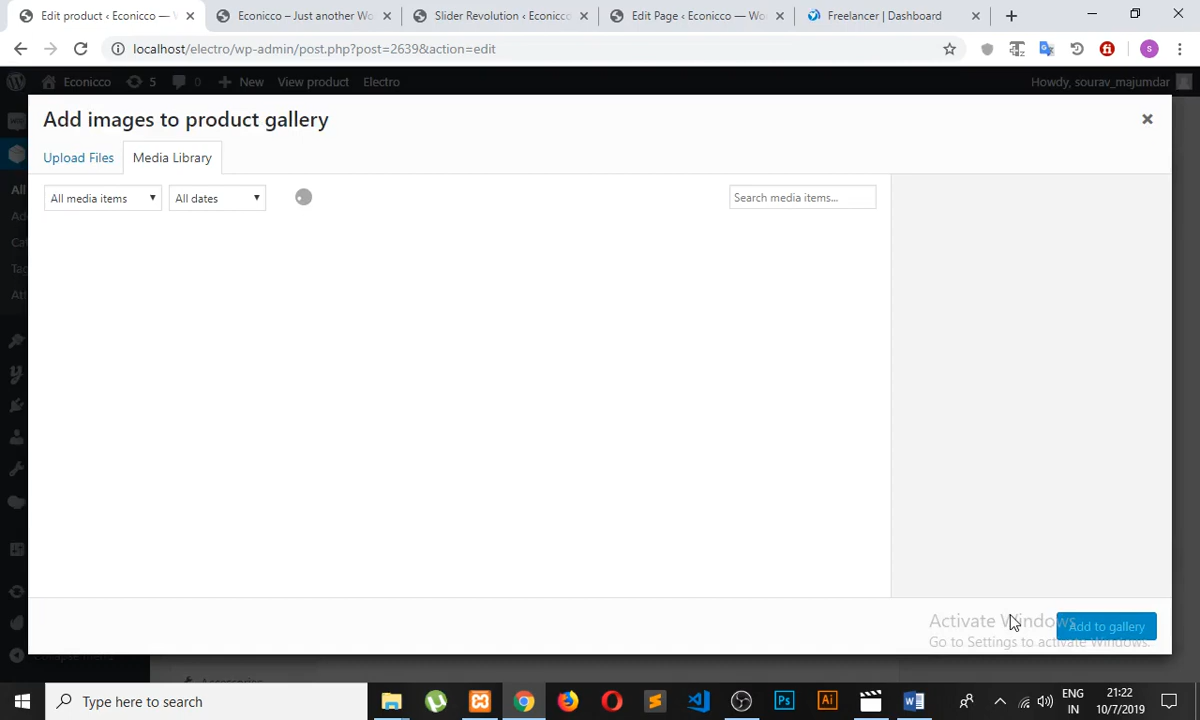 Edit product ‹ Econicco —
Econicco – Just another Wo
Slider Revolution ‹ Econicco
Edit Page ‹ Econicco — Wo
Freelancer | Dashboard
localhost/electro/wp-admin/post.php?post=2639&action=edit
S
Econicco
5
0
New
View product
Electro
Howdy, sourav_majumdar
Add images to product gallery
Upload Files
Media Library
All media items
All dates
Search media items...
All
Activate Windows
Go to Settings to activate Windows.
Add to gallery
Type here to search
Ps
Ai
ENG
IN
21:22
10/7/2019